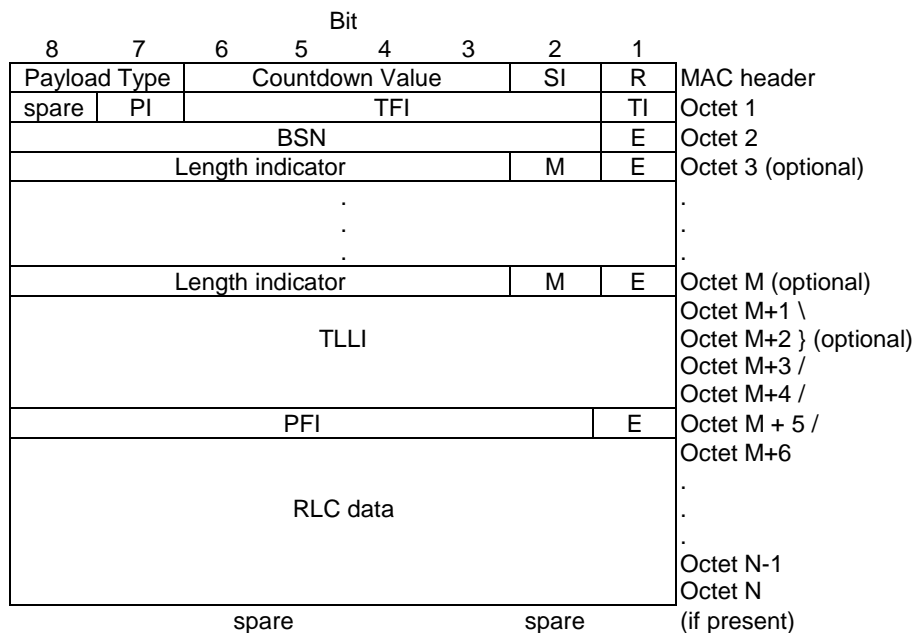 Bit
8 7 6 5 4 3 2 1
Payload Type Countdown Value SI R MAC header
spare PI TFI TI Octet 1
BSN E Octet 2
Length indicator M E Octet 3 (optional)
. .
. .
. .
Length indicator M E Octet M (optional)
Octet M+1 \
TLLI Octet M+2 } (optional)
Octet M+3 /
Octet M+4 /
PFI E Octet M + 5 /
Octet M+6
.
RLC data .
.
Octet N-1
Octet N
spare spare (if present)